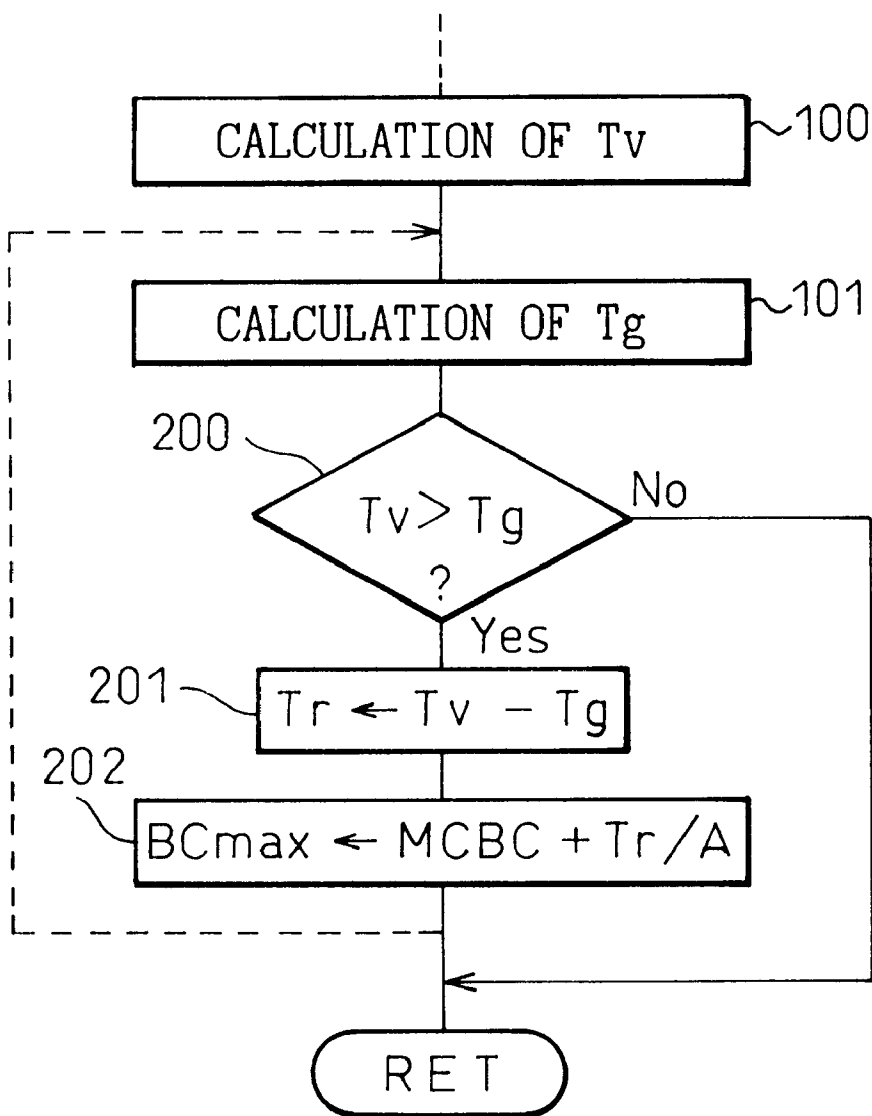 CALCULATION OF Tv
100
CALCULATION OF Tg
101
200
Tv > Tg
?
No
Yes
201
Tr ← Tv - Tg
202
BCmax ← MCBC + Tr/A
RET